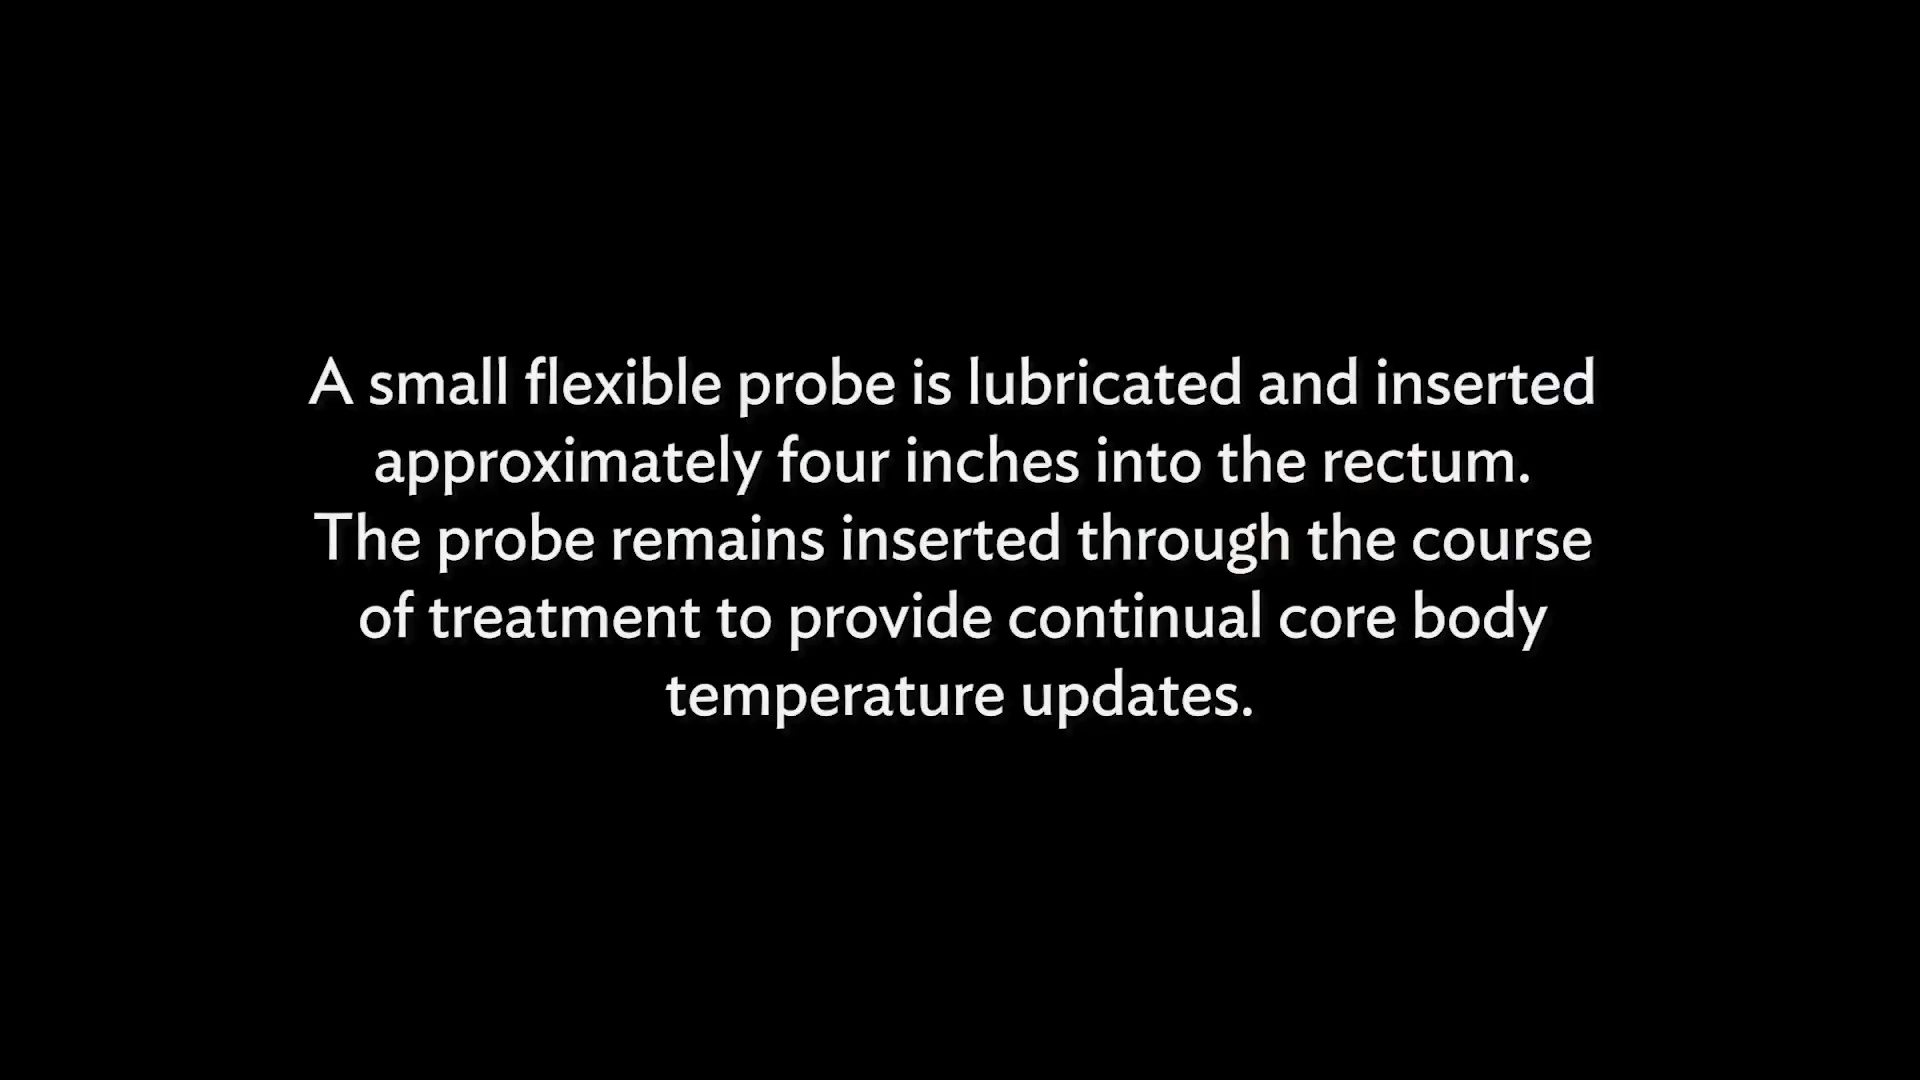 A small flexible probe is lubricated and inserted
approximately four inches into the rectum.
The probe remains inserted through the course
of treatment to provide continual core body
temperature updates.